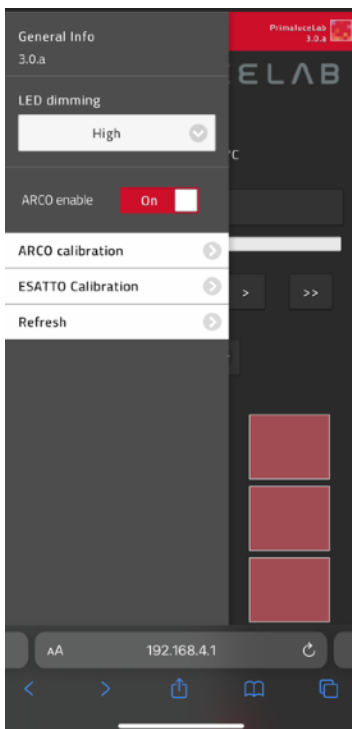 General Info
3.0.a
PrimaluceLab
3.0.a
ELAB
LED dimming
High
°C
ARCO enable
On
ARCO calibration
ESATTO Calibration
>
>>
Refresh
AA
192.168.4.1